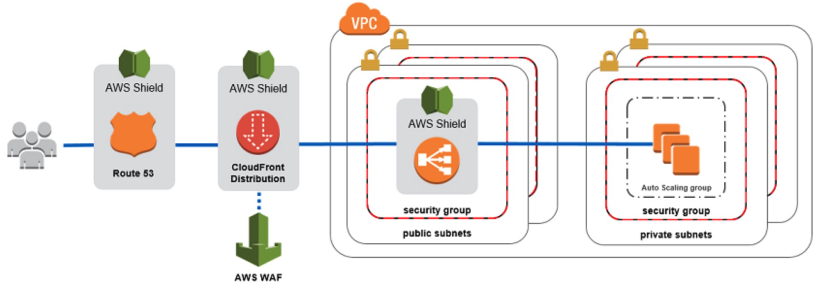 VPC
AWS Shield
Route 53
AWS Shield
CloudFront
Distribution
AWS WAF
AWS Shield
security group
public subnets
Auto Scaling group
security group
private subnets